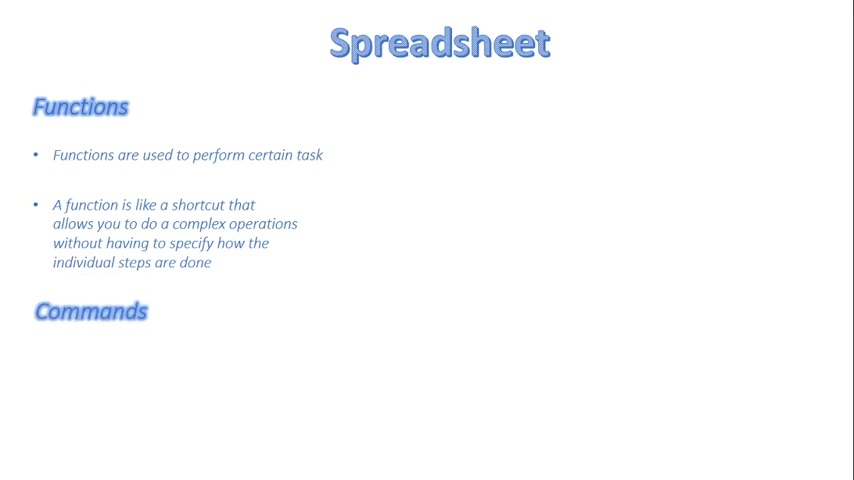 Spreadsheet
Functions
• Functions are used to perform certain task
• A function is like a shortcut that
allows you to do a complex operations
without having to specify how the
individual steps are done
Commands